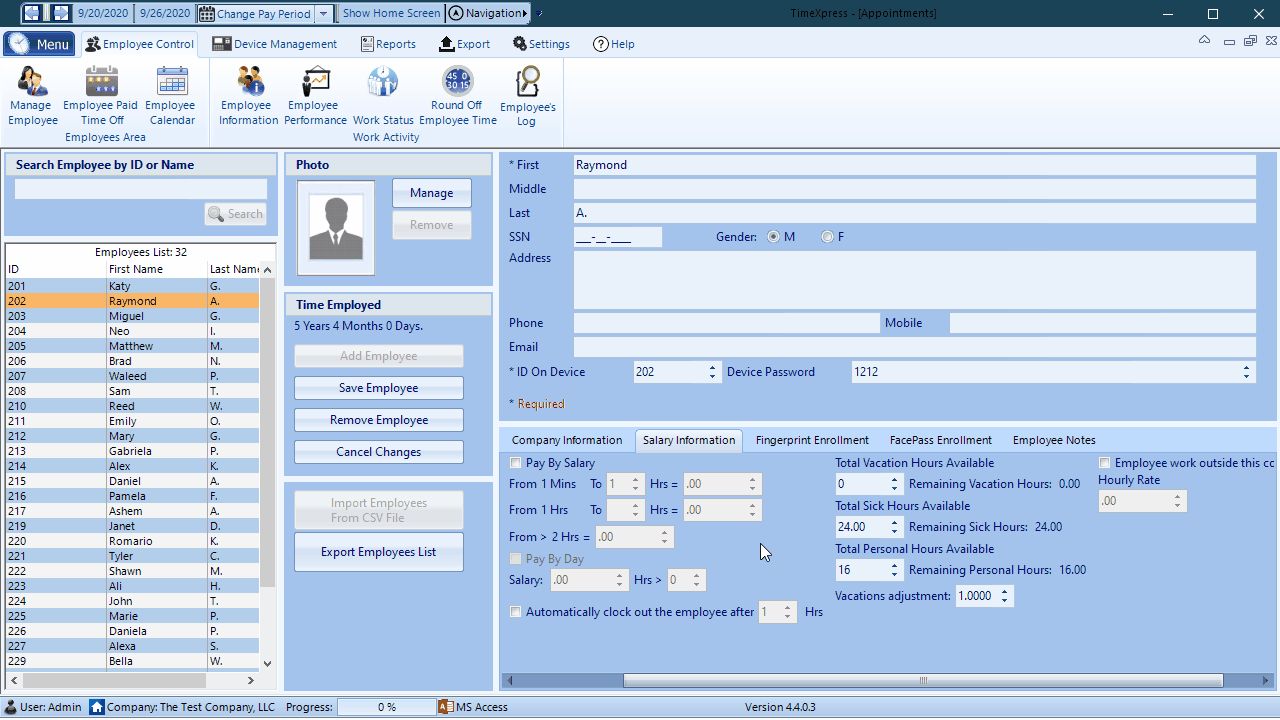 9/20/2020 9/26/2020 Change Pay Period Show Home Screen Navigation TimeXpress - [Appointments]
Menu Employee Control Device Management Reports Export Settings Help
Manage Employee
Employee Paid Time Off
Employee Calendar
Employees Area
Employee Information
Employee Performance
Work Status
45 0 30 15
Round Off Employee Time
Employee's Log
Work Activity
Search Employee by ID or Name
Search
Employees List: 32
ID First Name Last Name
201 Katy G.
202 Raymond A.
203 Miguel G.
204 Neo I.
205 Matthew M.
206 Brad N.
207 Waleed P.
208 Sam T.
210 Reed W.
211 Emily O.
212 Mary G.
213 Gabriela P.
214 Alex K.
215 Daniel A.
216 Pamela F.
217 Ashem A.
219 Janet D.
220 Romario K.
221 Tyler C.
222 Shawn M.
223 Ali H.
224 John T.
225 Marie P.
226 Daniela P.
227 Alexa S.
229 Bella W.
Photo
Manage
Remove
Time Employed
5 Years 4 Months 0 Days.
Add Employee
Save Employee
Remove Employee
Cancel Changes
Import Employees
From CSV File
Export Employees List
* First Raymond
Middle
Last A.
SSN ___-__-____ Gender: M F
Address
Phone Mobile
Email
* ID On Device 202 Device Password 1212
* Required
Company Information Salary Information Fingerprint Enrollment FacePass Enrollment Employee Notes
Pay By Salary
From 1 Mins To 1 Hrs = .00
From 1 Hrs To Hrs = .00
From > 2 Hrs = .00
Pay By Day
Salary: .00 Hrs > 0
Automatically clock out the employee after 1 Hrs
Total Vacation Hours Available
0 Remaining Vacation Hours: 0.00
Total Sick Hours Available
24.00 Remaining Sick Hours: 24.00
Total Personal Hours Available
16 Remaining Personal Hours: 16.00
Vacations adjustment: 1.0000
Employee work outside this cc
Hourly Rate
.00
User: Admin Company: The Test Company, LLC Progress: 0 % MS Access Version 4.4.0.3